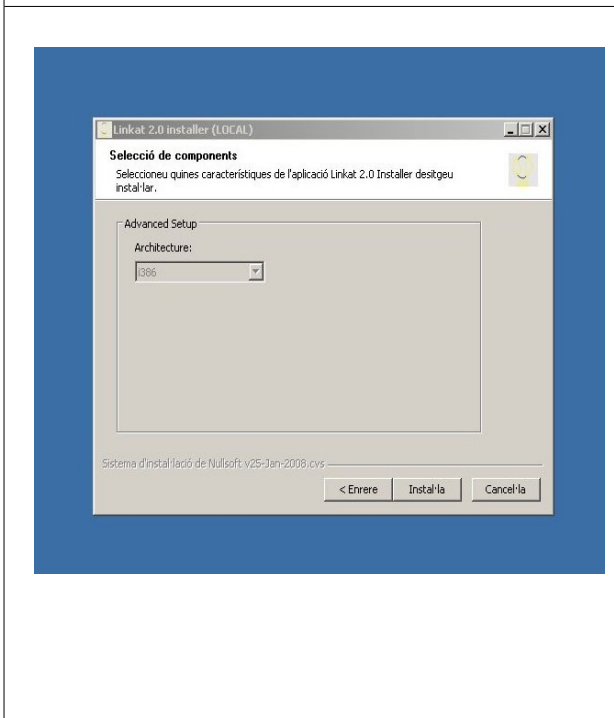 Linkat 2.0 installer (LOCAL)
Selecció de components
Seleccioneu quines característiques de l'aplicació Linkat 2.0 Installer desitgeu
instal·lar.
Advanced Setup
Architecture:
i386
Sistema d'instal·lació de Nullsoft v25-Jan-2008.cvs
< Enrere Instal·la Cancel·la